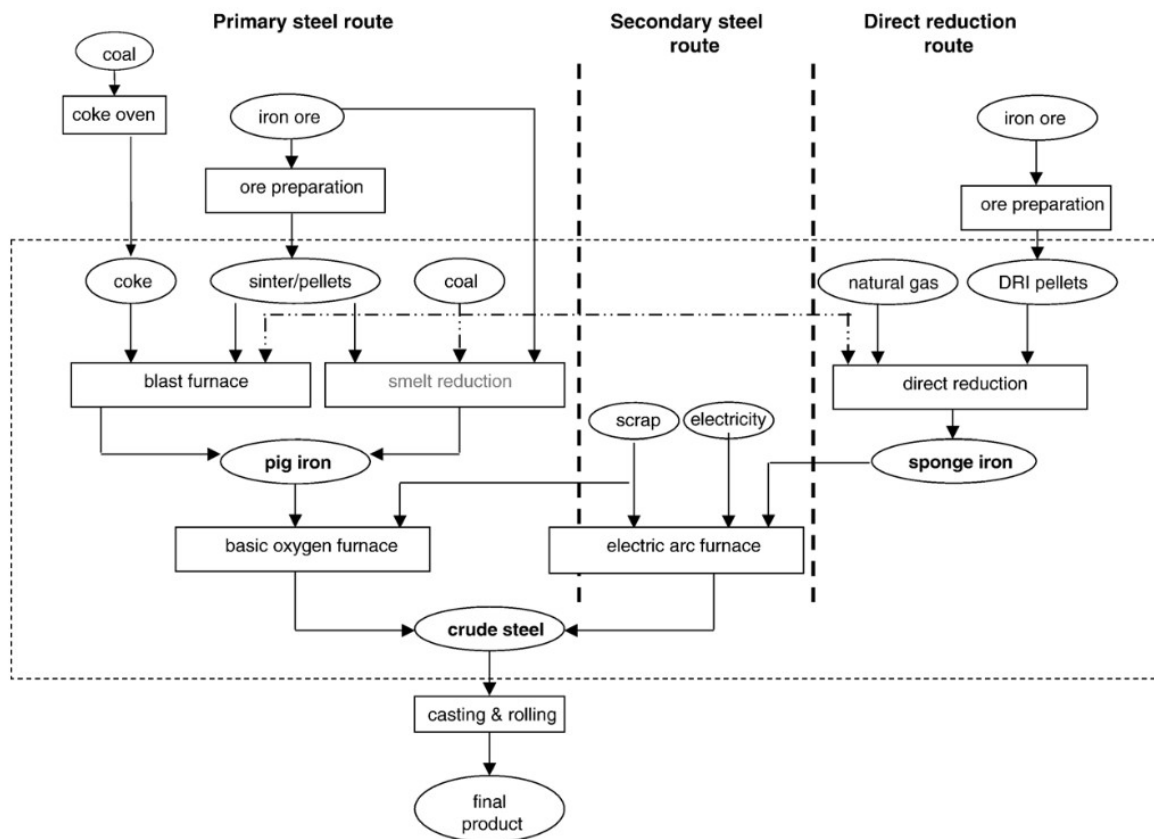 Primary steel route
Secondary steel
route
Direct reduction
route
coal
coke oven
iron ore
iron ore
ore preparation
ore preparation
coke
sinter/pellets
coal
natural gas
DRI pellets
blast furnace
smelt reduction
direct reduction
scrap
electricity
pig iron
sponge iron
basic oxygen furnace
electric arc furnace
crude steel
casting & rolling
final
product